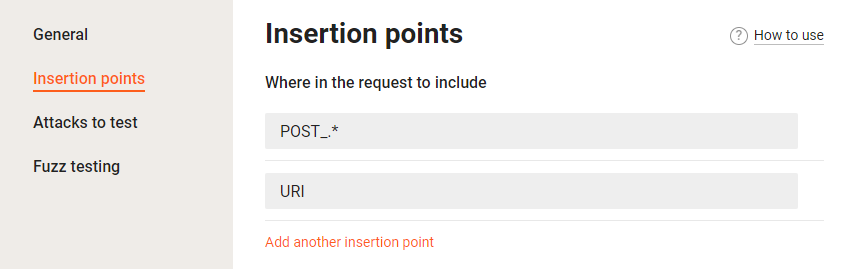 General
Insertion points
Attacks to test
Fuzz testing
Insertion points
? How to use
Where in the request to include
POST_.*
URI
Add another insertion point